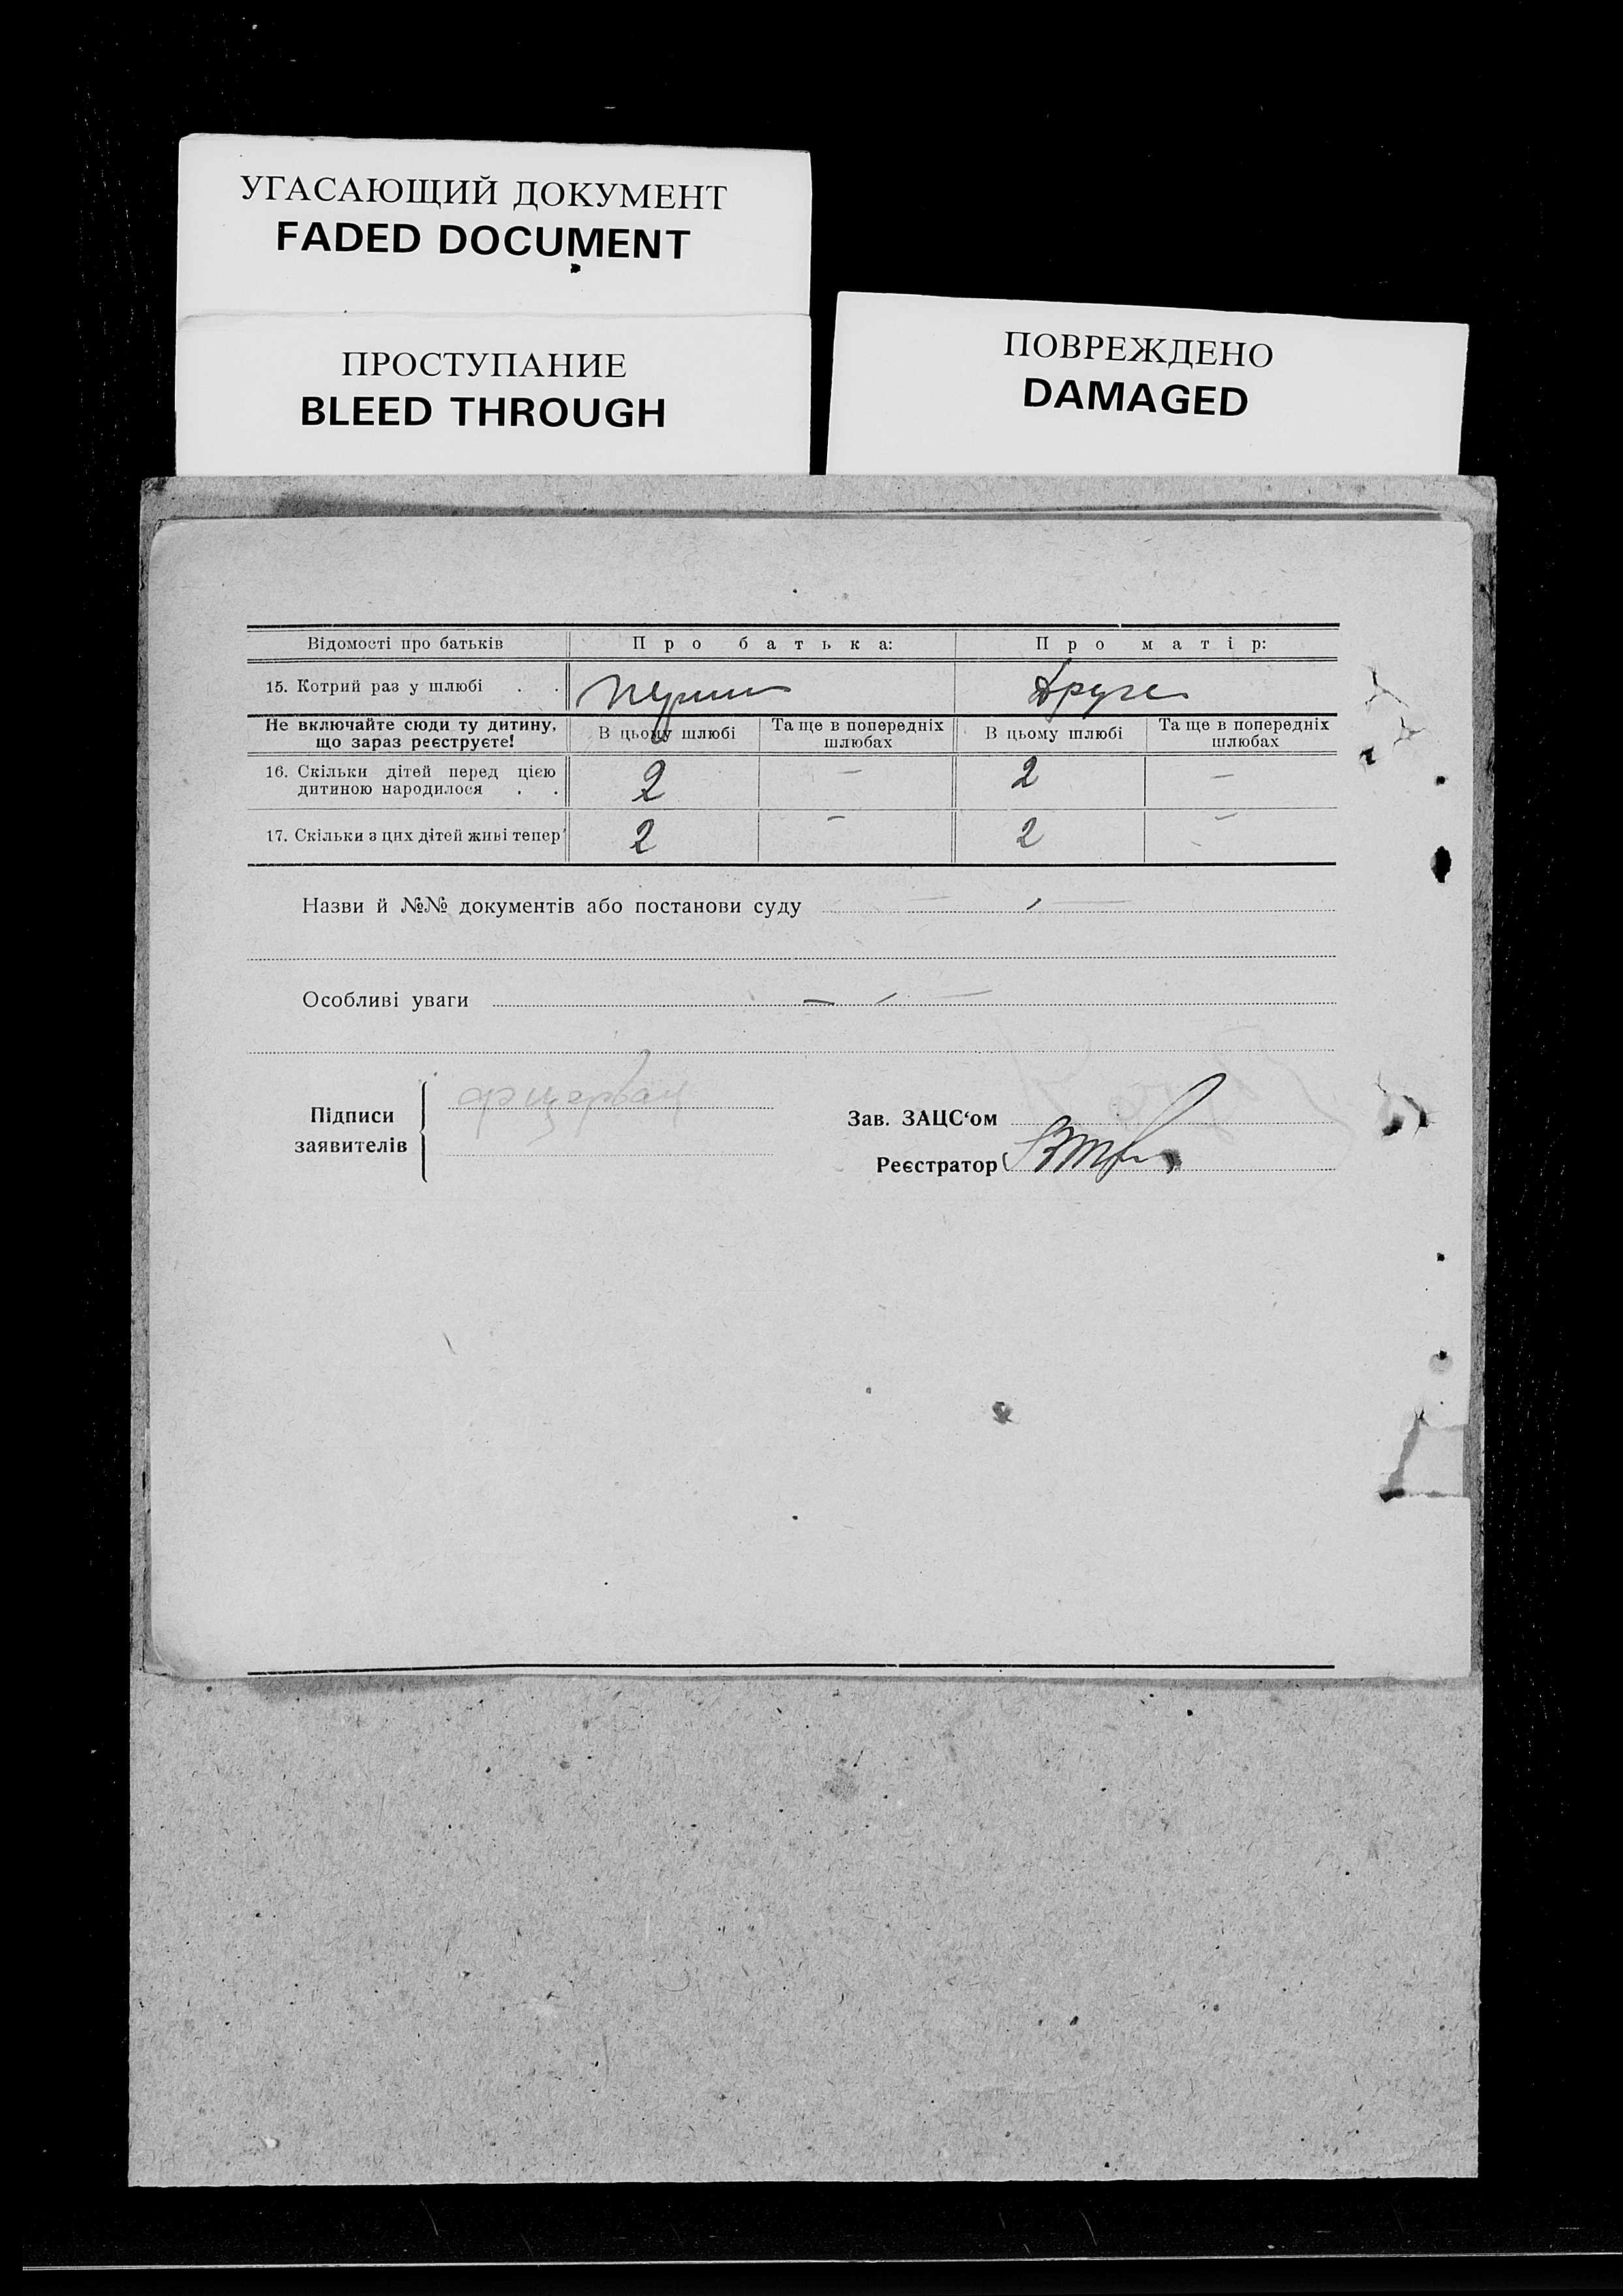 УГАСАЮЩИЙ ДОКУМЕНТ
FADED DOCUMENT
ПРОСТУПАНИЕ
BLEED THROUGH
ПОВРЕЖДЕНО
DAMAGED
Відомості про батьків Про батька: Про матір:
15. Котрий раз у шлюбі . . Друге
Не включайте сюди ту дитину, що зараз реєструєте! В цьому шлюбі Та ще в попередніх шлюбах В цьому шлюбі Та ще в попередніх шлюбах
16. Скільки дітей перед цією
дитиною народилося . . 2 — 2 —
17. Скільки з цих дітей живі тепер 2 — 2 —
Назви й №№ документів або постанови суду
Особливі уваги
Підписи
заявителів
Зав. ЗАЦС‘ом
Реєстратор